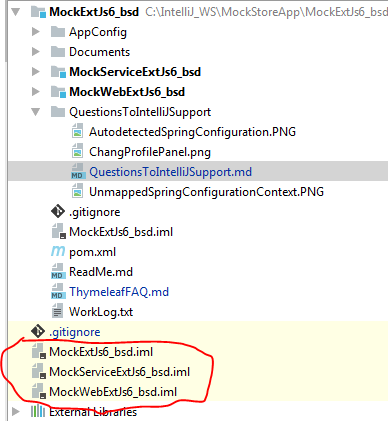 MockExtJs6_bsd C:\IntelliJ_WS\MockStoreApp\MockExtJs6_bsd
AppConfig
Documents
MockServiceExtJs6_bsd
MockWebExtJs6_bsd
QuestionsToIntelliJSupport
AutodetectedSpringConfiguration.PNG
ChangProfilePanel.png
MD QuestionsToIntelliJSupport.md
UnmappedSpringConfigurationContext.PNG
.gitignore
MockExtJs6_bsd.iml
m pom.xml
MD ReadMe.md
MD ThymeleafFAQ.md
WorkLog.txt
.gitignore
MockExtJs6_bsd.iml
MockServiceExtJs6_bsd.iml
MockWebExtJs6_bsd.iml
External Libraries